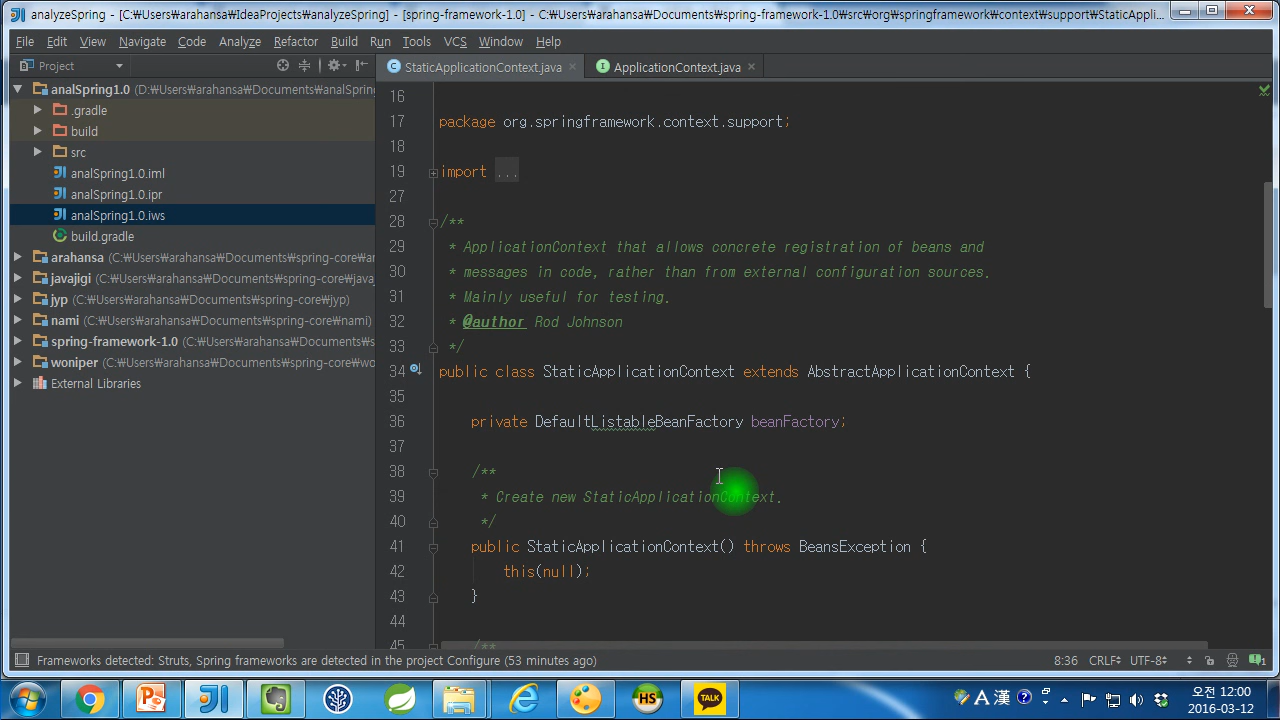 analyzeSpring - [C:₩Users₩arahansa₩IdeaProjects₩analyzeSpring] - [spring-framework-1.0] - C:₩Users₩arahansa₩Documents₩spring-framework-1.0₩src₩org₩springframework₩context₩support₩StaticAppli...
File Edit View Navigate Code Analyze Refactor Build Run Tools VCS Window Help
Project
StaticApplicationContext.java
ApplicationContext.java
analSpring1.0 (D:₩Users₩arahansa₩Documents₩analSpring
.gradle
build
src
analSpring1.0.iml
analSpring1.0.ipr
analSpring1.0.iws
build.gradle
arahansa (C:₩Users₩arahansa₩Documents₩spring-core₩ar
javajigi (C:₩Users₩arahansa₩Documents₩spring-core₩java
jyp (C:₩Users₩arahansa₩Documents₩spring-core₩jyp)
nami (C:₩Users₩arahansa₩Documents₩spring-core₩nami)
spring-framework-1.0 (C:₩Users₩arahansa₩Documents₩
woniper (C:₩Users₩arahansa₩Documents₩spring-core₩wo
External Libraries
16
17 package org.springframework.context.support;
18
19 import ...
27
28 /**
29 * ApplicationContext that allows concrete registration of beans and
30 * messages in code, rather than from external configuration sources.
31 * Mainly useful for testing.
32 * @author Rod Johnson
33 */
34 public class StaticApplicationContext extends AbstractApplicationContext {
35
36 private DefaultListableBeanFactory beanFactory;
37
38 /**
39 * Create new StaticApplicationContext.
40 */
41 public StaticApplicationContext() throws BeansException {
42 this(null);
43 }
44
45 /**
Frameworks detected: Struts, Spring frameworks are detected in the project Configure (53 minutes ago)
8:36 CRLF UTF-8
1
HS
TALK
A 漢
오전 12:00
2016-03-12